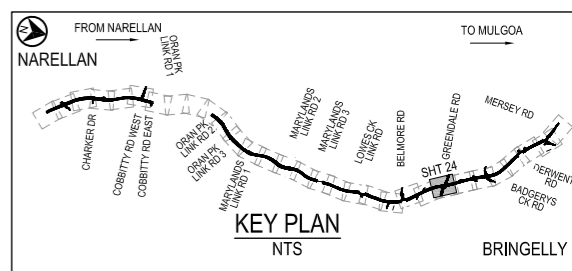 FROM NARELLAN
TO MULGOA
NARELLAN
ORAN PK
LINK RD 1
CHARKER DR
COBBITTY RD WEST
COBBITTY RD EAST
ORAN PK
LINK RD 2
ORAN PK
LINK RD 3
MARYLANDS
LINK RD 1
MARYLANDS
LINK RD 2
MARYLANDS
LINK RD 3
LOWES CK
LINK RD
BELMORE RD
GREENDALE RD
SHT 24
MERSEY RD
DERWENT
RD
BADGERYS
CK RD
KEY PLAN
NTS
BRINGELLY